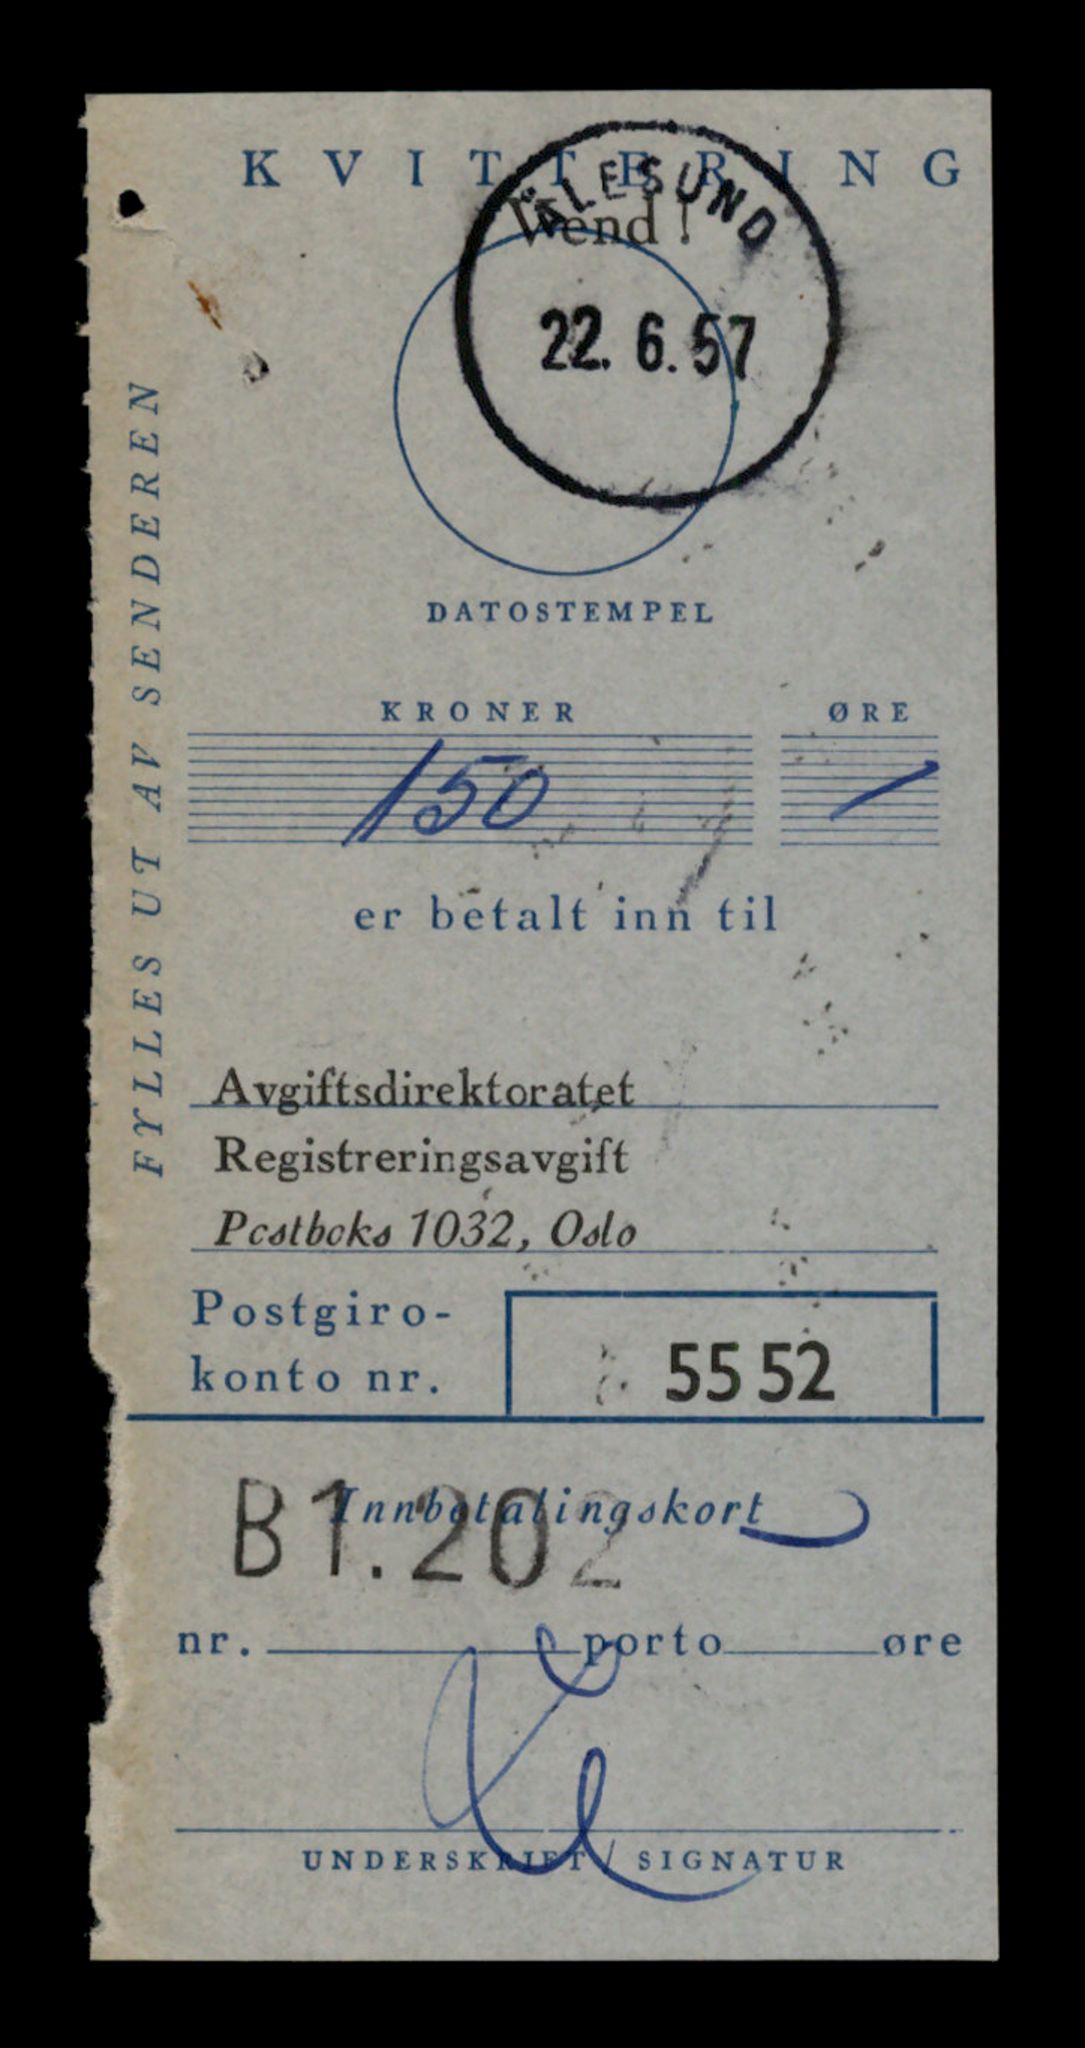 KVITTERING
ÅLESUND
Wend!
22.6.57
DATOSTEMPEL
KRONER ØRE
150 –
er betalt inn til
Avgiftsdirektoratet
Registreringsavgift
Postboks 1032, Oslo
Postgiro-
konto nr. 5552
Innbetalingskort
B1.202
nr. porto øre
UNDERSKRIFT / SIGNATUR
FYLLES UT AV SENDEREN